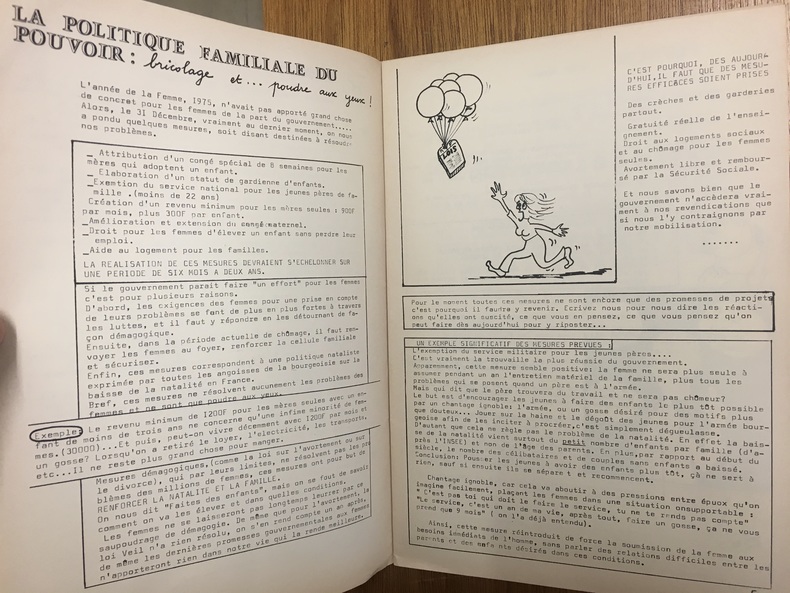 LA POLITIQUE FAMILIALE DU
POUVOIR : bricolage et... poudre aux yeux !
L'année de la Femme, 1975, n'avait pas apporté grand chose
de concret pour les femmes de la part du gouvernement.....
Alors, le 31 Décembre, vraiment au dernier moment, on nous
a pondu quelques mesures, soit disant destinées à résoudre
nos problèmes.
_ Attribution d'un congé spécial de 8 semaines pour les
mères qui adoptent un enfant.
_ Elaboration d'un statut de gardienne d'enfants.
_Exemtion du service national pour les jeunes pères de fa-
mille .(moins de 22 ans)
Création d'un revenu minimum pour les mères seules : 900F
par mois, plus 300F par enfant.
_Amélioration et extension du congé maternel.
_Droit pour les femmes d'élever un enfant sans perdre leur
emploi.
_Aide au logement pour les familles.
LA REALISATION DE CES MESURES DEVRAIENT S'ECHELONNER SUR
UNE PERIODE DE SIX MOIS A DEUX ANS.
Si le gouvernement parait faire "un effort" pour les femmes
c'est pour plusieurs raisons.
D'abord, les exigences des femmes pour une prise en compte
de leurs problèmes se font de plus en plus fortes à travers
les luttes, et il faut y répondre en les détournant de fa-
çon démagogique.
Ensuite, dans la période actuelle de chômage, il faut ren-
voyer les femmes au foyer, renforcer la cellule familiale
et sécuriser.
Enfin, ces mesures correspondent à une politique nataliste
exprimée par toutes les angoisses de la bourgeoisie sur la
baisse de la natalité en France.
Bref, ces mesures ne résolvent aucunement les problèmes des
femmes et ne sont que poudre aux yeux.
Exemple: Le revenu minimum de 1200F pour les mères seules avec un en-
fant de moins de trois ans ne concerne qu'une infime minorité de fem-
mes.(30000)...Et puis, peut-on vivre décemment avec 1200F par mois et
un gosse? Lorsqu'on a retiré le loyer, l'électricité, les transports,
etc...Il ne reste plus grand chose pour manger.
Mesures démagogiques,(comme la loi sur l'avortement ou sur
le divorce), qui par leurs limites, ne résolvent pas les pro
blèmes des millions de femmes, ces mesures ont pour but de
RENFORCER LA NATALITE ET LA FAMILLE.
On nous dit "Faites des enfants", mais on se fout de savoir
comment on va les élever et dans quelles conditions.
Les femmes ne se laisseront pas longtemps leurrer par ce
saupoudrage de démagogie. De même que pour l'avortement, la
loi Veil n'a rien résolu, on s'en rend compte un an après,
de même les dernières promesses gouvernementales aux femmes
n'apporteront rien dans notre vie qui la rende meilleure.
LOIS
C'EST POURQUOI, DES AUJOUR-
D'HUI,IL FAUT QUE DES MESU-
RES EFFICACES SOIENT PRISES
Des crèches et des garderies
partout.
Gratuité réelle de l'ensei-
gnement.
Droit aux logements sociaux
et au chômage pour les femmes
seules.
Avortement libre et rembour-
sé par la Sécurité Sociale.
Et nous savons bien que le
gouvernement n'accèdera vrai-
ment à nos revendications que
si nous l'y contraignons par
notre mobilisation.
.......
Pour le moment toutes ces mesures ne sont encore que des promesses de projets
c'est pourquoi il faudra y revenir. Ecrivez nous pour nous dire les réacti-
ons qu'elles ont suscité, ce que vous en pensez, ce que vous pensez qu'on
peut faire dès aujourd'hui pour y riposter...
UN EXEMPLE SIGNIFICATIF DES MESURES PREVUES :
L'exemption du service militaire pour les jeunes pères....
C'est vraiment la trouvaille la plus réussie du gouvernement.
Apparemment, cette mesure semble positive: la femme ne sera plus seule à
assumer pendant un an l'entretien matériel de la famille, plus tous les
problèmes qui se posent quand un père est à l'armée.
Mais qui dit que le père trouvera du travail et ne sera pas chômeur?
Le but est d'encourager les jeunes à faire des enfants le plus tôt possible
par un chantage ignoble: l'armée, ou un gosse désiré pour des motifs plus
que douteux... Jouer sur la haine et le dégoût des jeunes pour l'armée bour-
geoise afin de les inciter à procréer,c'est simplement dégueulasse.
D'autant que cela ne règle pas le problème de la natalité. En effet la bais-
se de la natalité vient surtout du petit nombre d'enfants par famille (d'a-
près l'INSEE) et non de l'âge des parents. En plus,par rapport au début du
siècle, le nombre des célibataires et de couples sans enfants a baissé.
Conclusion: Pousser les jeunes à avoir des enfants plus tôt, ça ne sert à
rien, sauf si ensuite ils se sépare t et recommencent.
Chantage ignoble, car cela va aboutir à des pressions entre époux qu'on
imagine facilement, plaçant les femmes dans une situation insupportable :
" C'est pas toi qui doit le faire le service, tu ne te rends pas compte"
"Le service, c'est un an de ma vie, après tout, faire un gosse, ça ne vous
prend que 9 mois" ( on l'a déjà entendu).
Ainsi, cette mesure réintroduit de force la soumission de la femme aux
besoins immédiats de l'homme, sans parler des relations difficiles entre les
parents et des enfants désirés dans ces conditions.